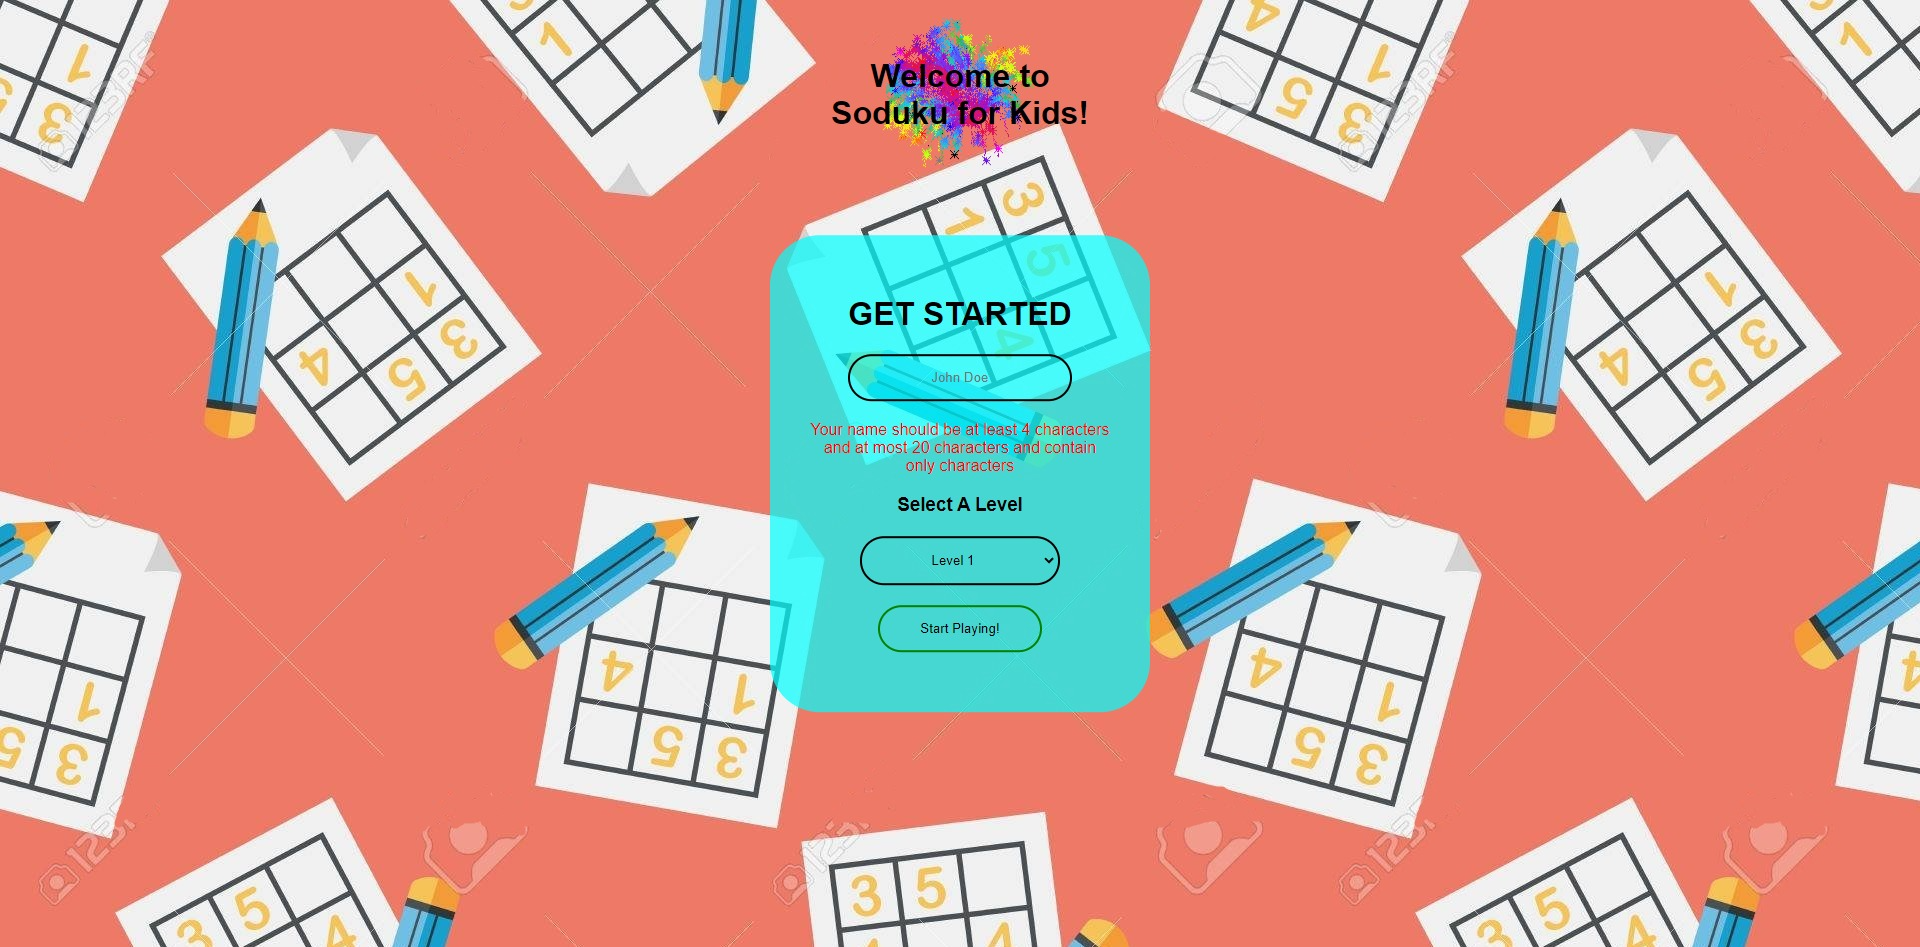 Welcome to
Soduku for Kids!
GET STARTED
John Doe
Your name should be at least 4 characters
and at most 20 characters and contain
only characters
Select A Level
Level 1
Start Playing!